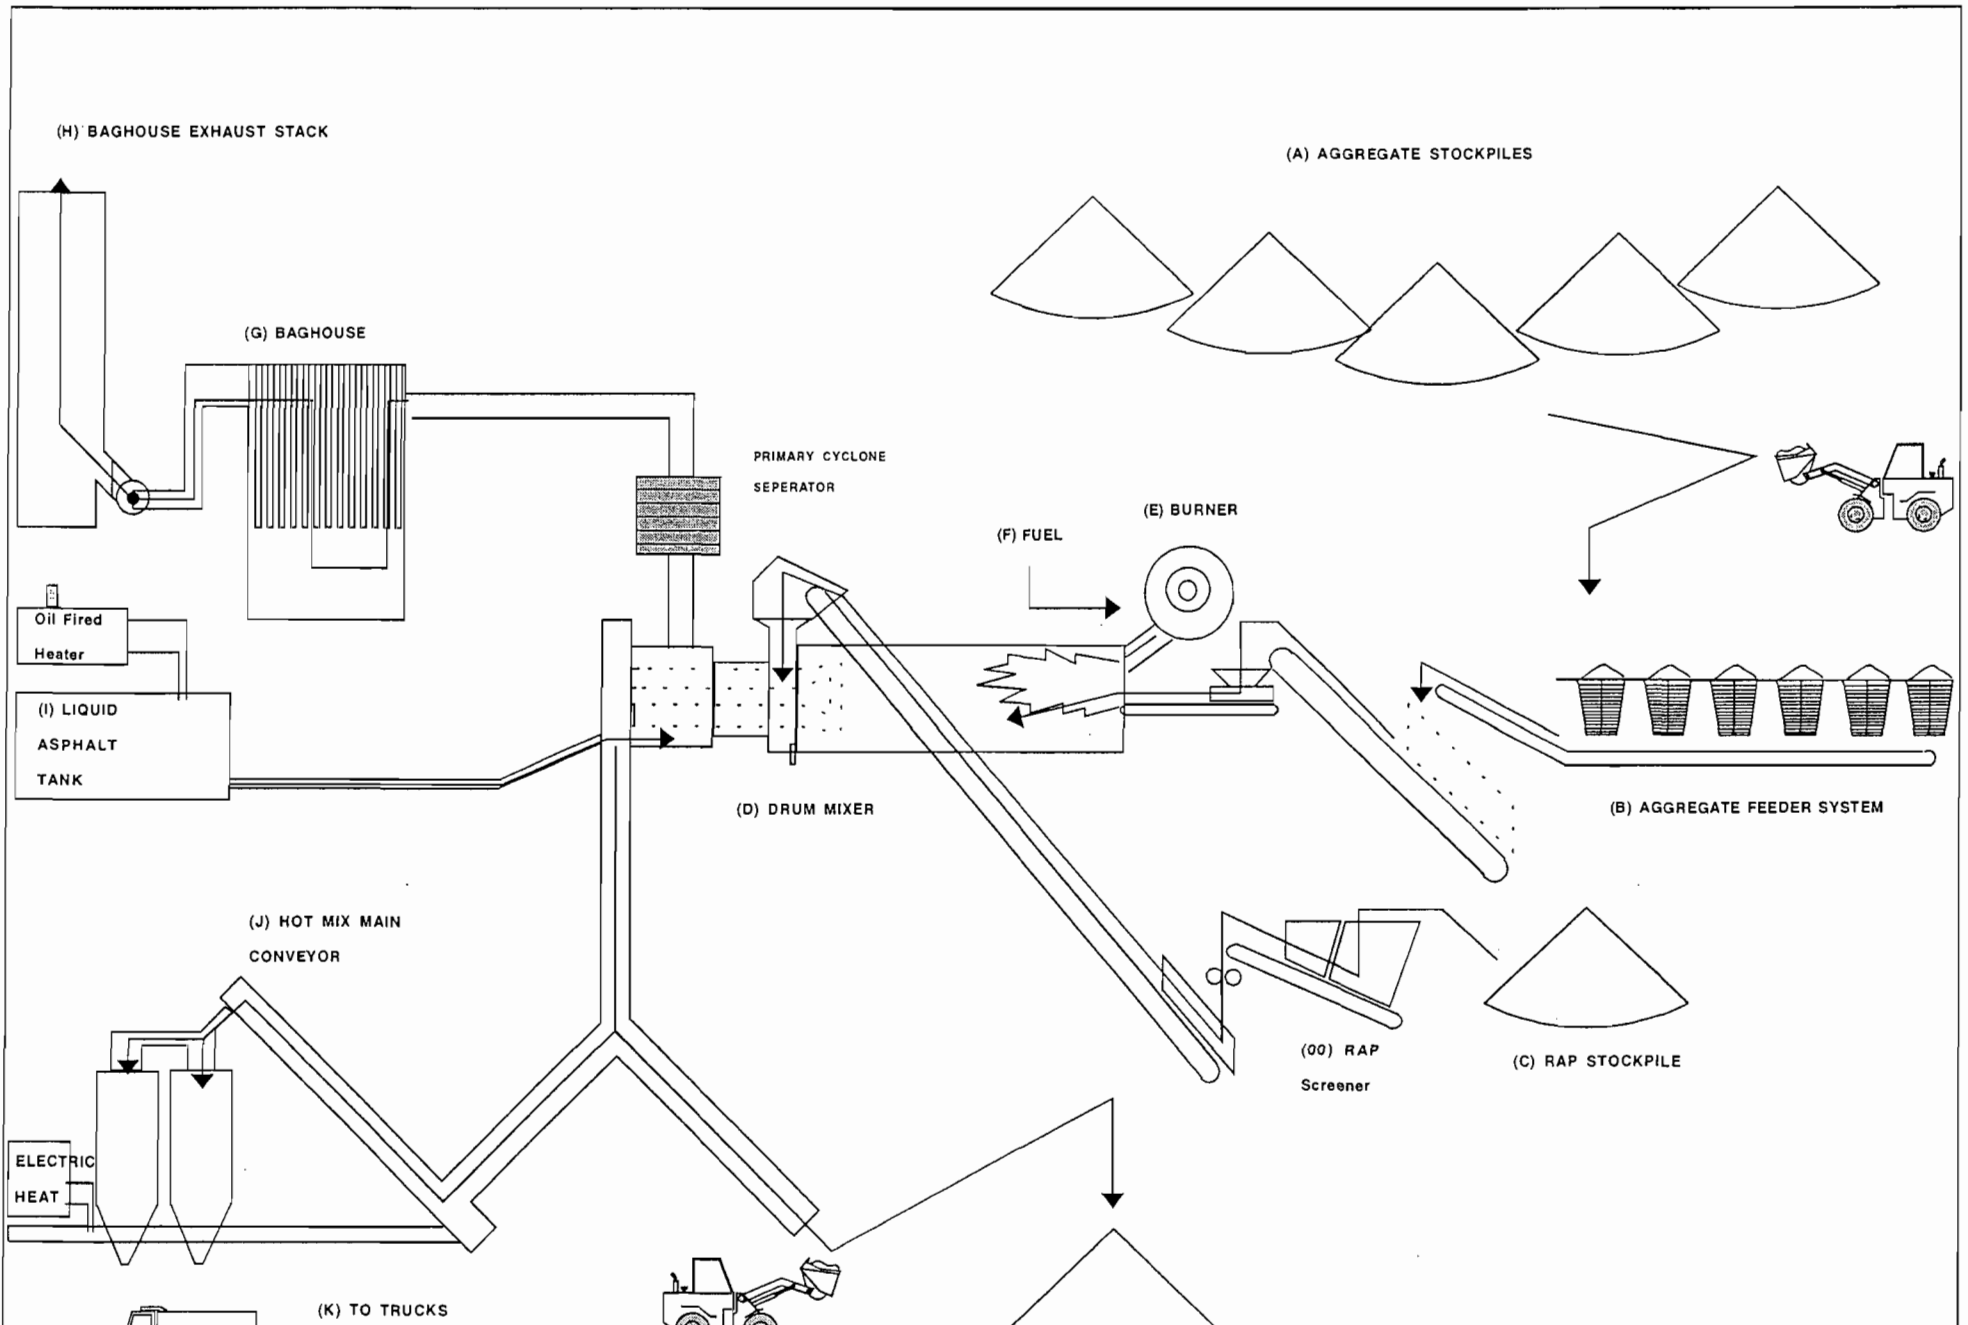 (H) BAGHOUSE EXHAUST STACK
(A) AGGREGATE STOCKPILES
(G) BAGHOUSE
PRIMARY CYCLONE
SEPERATOR
(E) BURNER
(F) FUEL
Oil Fired
Heater
(I) LIQUID
ASPHALT
TANK
(D) DRUM MIXER
(B) AGGREGATE FEEDER SYSTEM
(J) HOT MIX MAIN
CONVEYOR
(00) RAP
Screener
(C) RAP STOCKPILE
ELECTRIC
HEAT
(K) TO TRUCKS